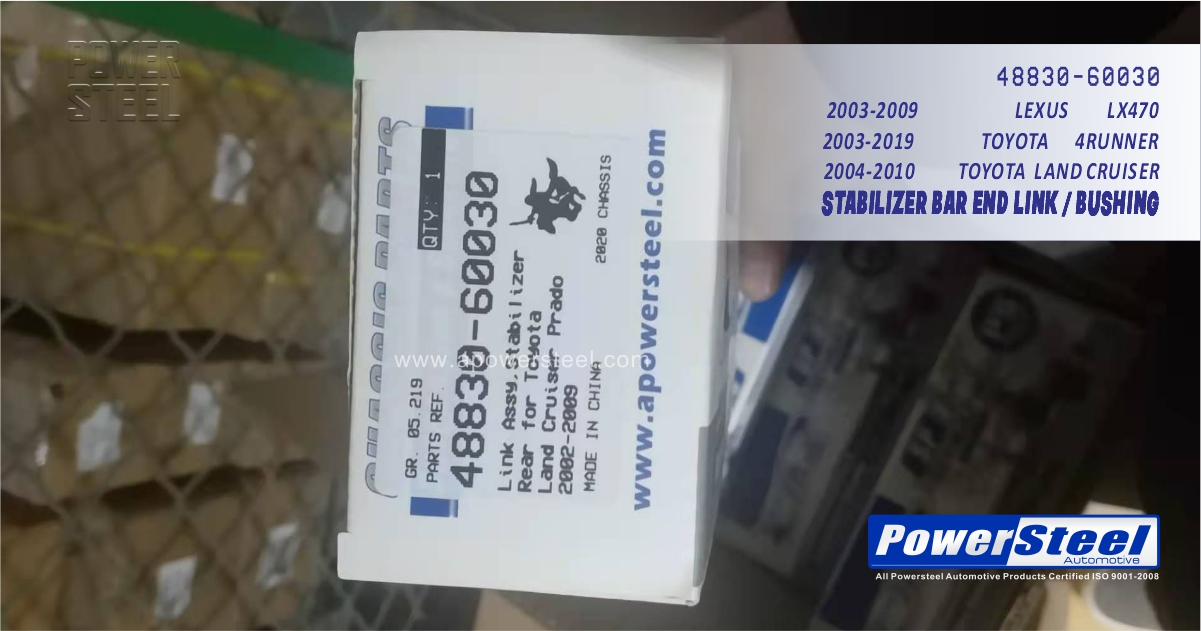 POWER
STEEL
48830-60030
2003-2009 LEXUS LX470
2003-2019 TOYOTA 4RUNNER
2004-2010 TOYOTA LAND CRUISER
STABILIZER BAR END LINK / BUSHING
CHASSIS PARTS
GR. 05.219
PARTS REF.
QTY: 1
48830-60030
Link Assy,Stabilizer
Rear for Toyota
Land Cruiser Prado
2002-2009
MADE IN CHINA
2020 CHASSIS
www.apowersteel.com
www.apowersteel.com
PowerSteel
Automotive
All Powersteel Automotive Products Certified ISO 9001-2008